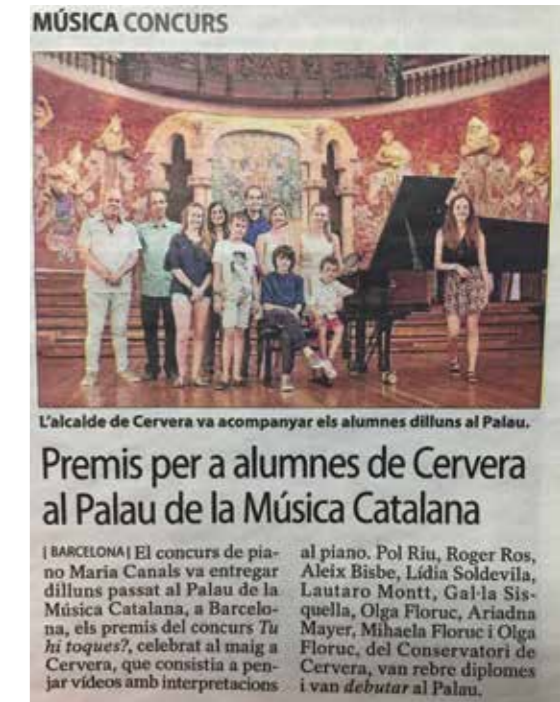 MÚSICA CONCURS
L'alcalde de Cervera va acompanyar els alumnes dilluns al Palau.
Premis per a alumnes de Cervera
al Palau de la Música Catalana
| BARCELONA | El concurs de pia-
no Maria Canals va entregar
dilluns passat al Palau de la
Música Catalana, a Barcelo-
na, els premis del concurs Tu
hi toques?, celebrat al maig a
Cervera, que consistia a pen-
jar vídeos amb interpretacions
al piano. Pol Riu, Roger Ros,
Aleix Bisbe, Lídia Soldevila,
Lautaro Montt, Gal·la Sis-
quella, Olga Floruc, Ariadna
Mayer, Mihaela Floruc i Olga
Floruc, del Conservatori de
Cervera, van rebre diplomes
i van debutar al Palau.